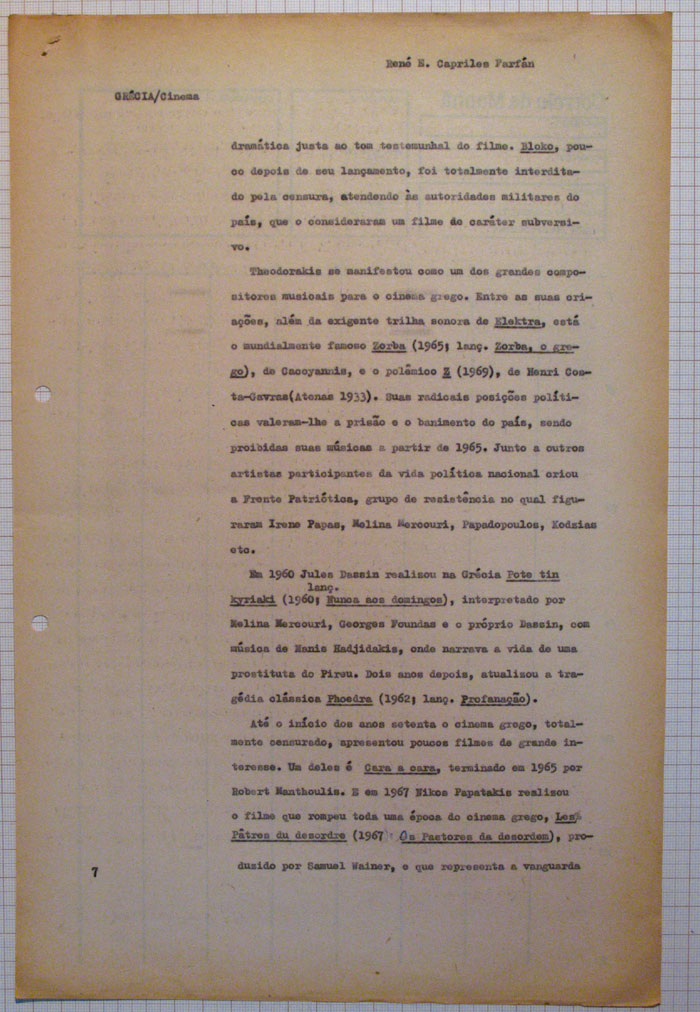 René E. Capriles Farfán
GRÉCIA/Cinema
dramática justa ao tom testemunhal do filme. Bloko, pou-
co depois de seu lançamento, foi totalmente interdita-
do pela censura, atendendo às autoridades militares do
país, que o consideraram um filme de caráter subversi-
vo.
Theodorakis se manifestou como um dos grandes compo-
sitores musicais para o cinema grego. Entre as suas cri-
ações, além da exigente trilha sonora de Elektra, está
o mundialmente famoso Zorba (1965; lanç. Zorba, o gre-
go), de Cacoyannis, e o polêmico Z (1969), de Henri Cos-
ta-Gavras(Atenas 1933). Suas radicais posições políti-
cas valeram-lhe a prisão e o banimento do país, sendo
proibidas suas músicas a partir de 1965. Junto a outros
artistas participantes da vida política nacional criou
a Frente Patriótica, grupo de resistência no qual figu-
raram Irene Papas, Melina Mercouri, Papadopoulos, Kodzias
etc.
Em 1960 Jules Dassin realizou na Grécia Pote tin
lanç.
kyriaki (1960; Nunca aos domingos), interpretado por
Melina Mercouri, Georges Foundas e o próprio Dassin, com
música de Manis Hadjidakis, onde narrava a vida de uma
prostituta do Pireu. Dois anos depois, atualizou a tra-
gédia clássica Phoedra (1962; lanç. Profanação).
Até o início dos anos setenta o cinema grego, total-
mente censurado, apresentou poucos filmes de grande in-
teresse. Um deles é Cara a cara, terminado em 1965 por
Robert Manthoulis. E em 1967 Nikos Papatakis realizou
o filme que rompeu toda uma época do cinema grego, Les
Pâtres du desordre (1967: Os Pastores da desordem), pro-
duzido por Samuel Wainer, e que representa a vanguarda
7